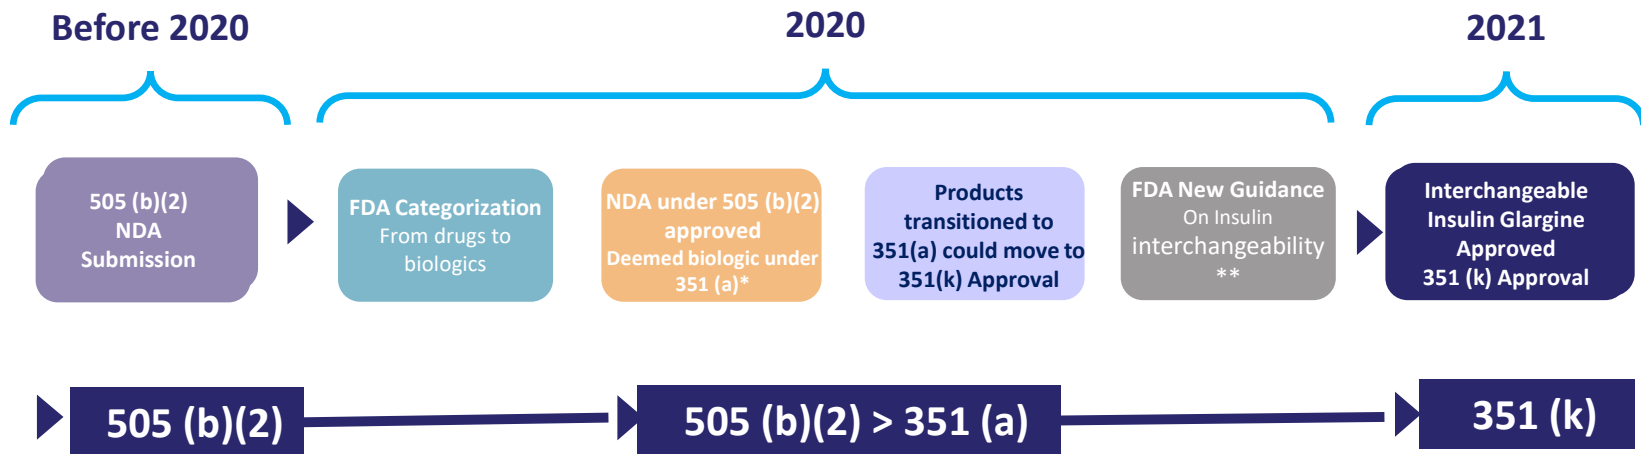 Before 2020
2020
2021
505 (b)(2)
NDA
Submission
FDA Categorization
From drugs to
biologics
NDA under 505 (b)(2)
approved
Deemed biologic under
351 (a)*
Products
transitioned to
351(a) could move to
351(k) Approval
FDA New Guidance
On Insulin
interchangeability
**
Interchangeable
Insulin Glargine
Approved
351 (k) Approval
505 (b)(2)
505 (b)(2) > 351 (a)
351 (k)